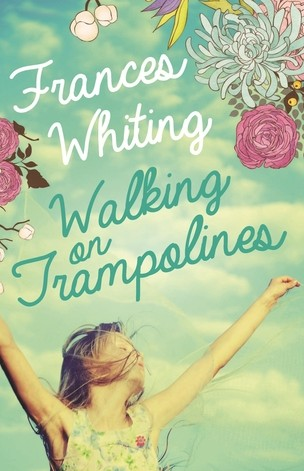 Frances
Whiting
Walking
on
Trampolines